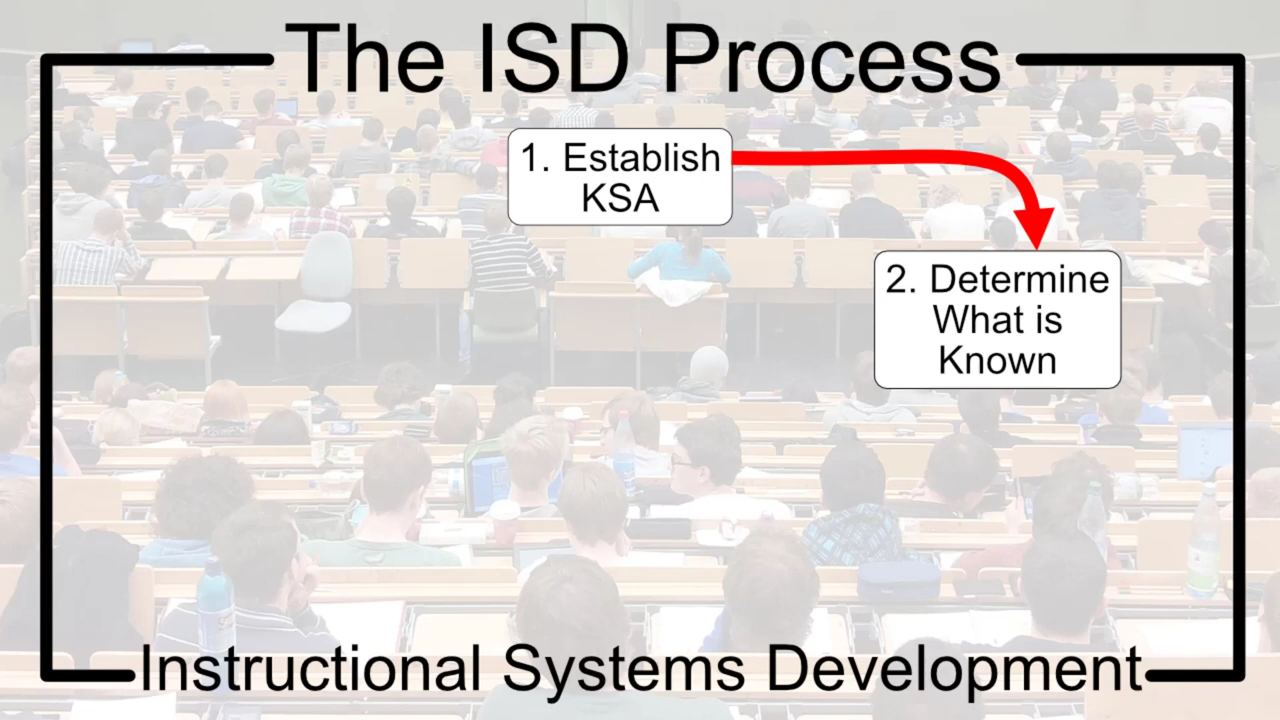 The ISD Process
1. Establish
KSA
2. Determine
What is
Known
Instructional Systems Development